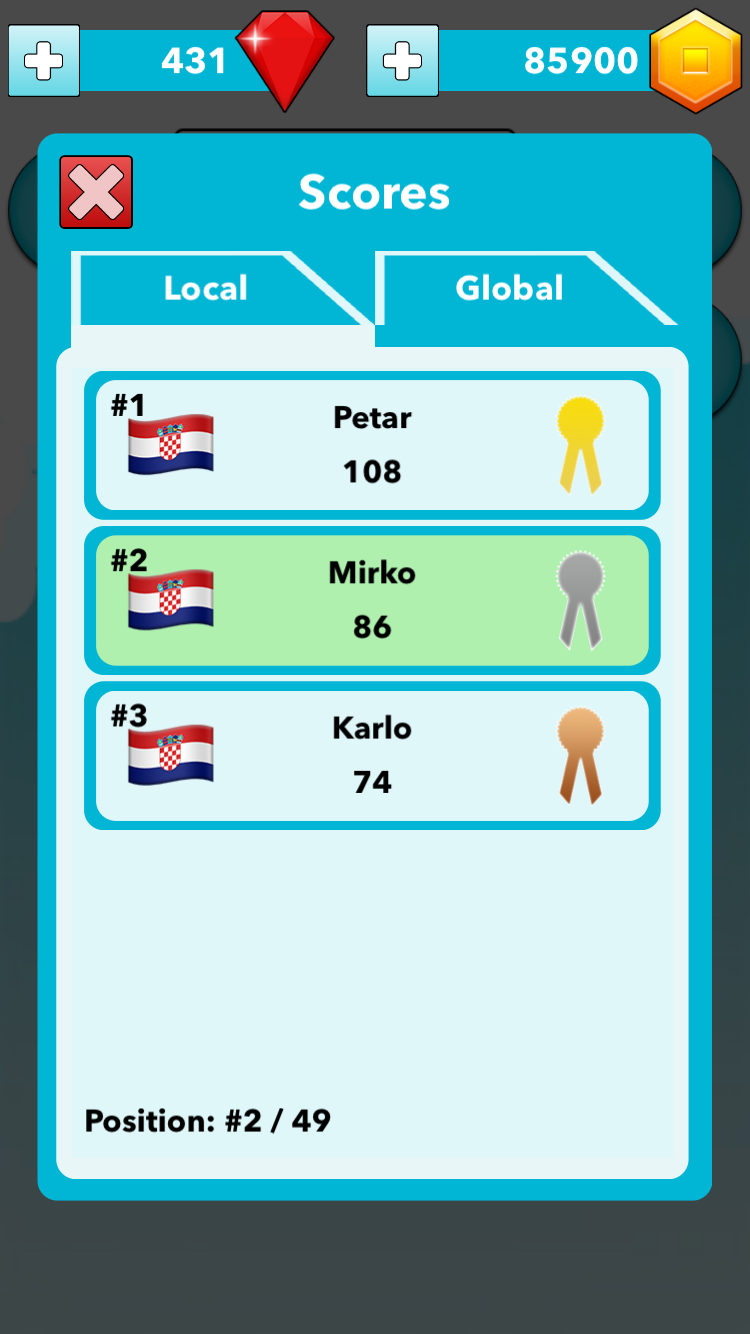 431
85900
Scores
Local
Global
#1
Petar
108
#2
Mirko
86
#3
Karlo
74
Position: #2 / 49